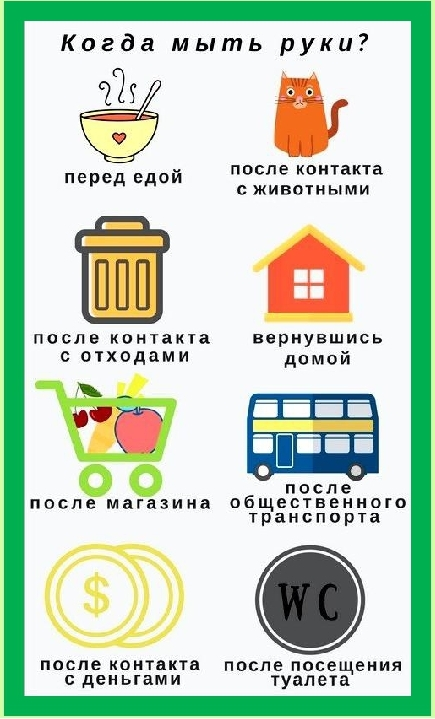 Когда мыть руки?
перед едой
после контакта
с животными
после контакта
с отходами
вернувшись
домой
после магазина
после
общественного
транспорта
$
WC
после контакта
с деньгами
после посещения
туалета